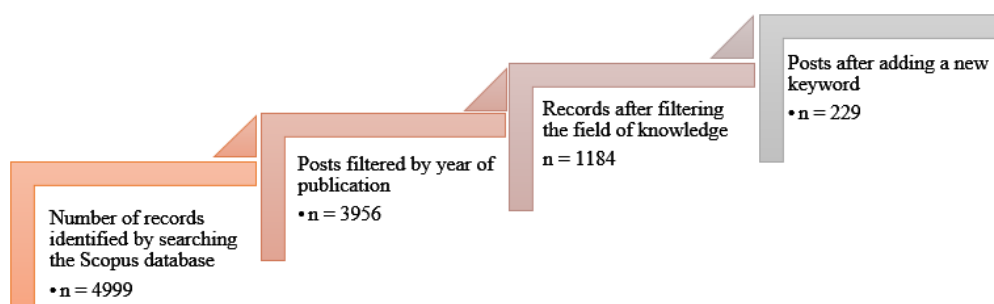 Number of records
identified by searching
the Scopus database
• n = 4999
Posts filtered by year of
publication
• n = 3956
Records after filtering
the field of knowledge
n = 1184
Posts after adding a new
keyword
• n = 229